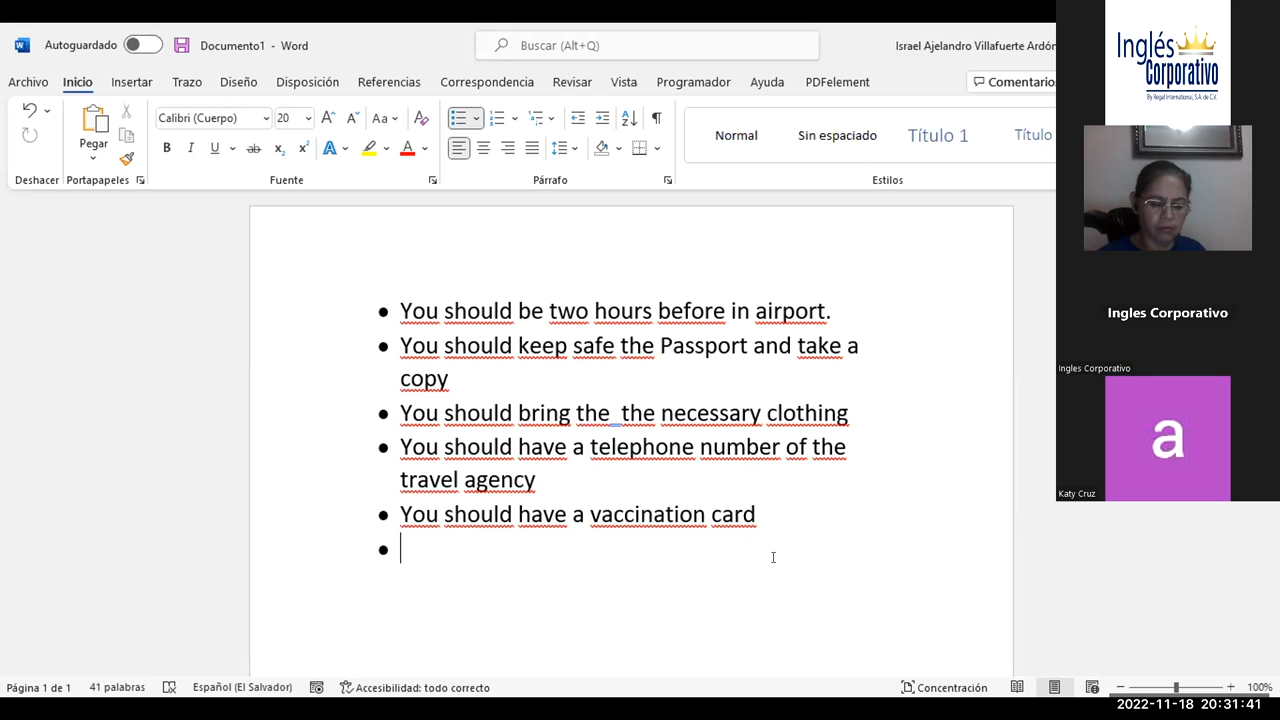 Autoguardado
Documento1 - Word
Buscar (Alt+Q)
Israel Ajelandro Villafuerte Ardón
Archivo Inicio Insertar Trazo Diseño Disposición Referencias Correspondencia Revisar Vista Programador Ayuda PDFelement
Comentarios
Pegar
Calibri (Cuerpo) 20
Normal
Sin espaciado
Título 1
Título
Deshacer Portapapeles Fuente Párrafo Estilos
• You should be two hours before in airport.
• You should keep safe the Passport and take a
copy
• You should bring the the necessary clothing
• You should have a telephone number of the
travel agency
• You should have a vaccination card
•
Página 1 de 1 41 palabras Español (El Salvador) Accesibilidad: todo correcto Concentración 100%
Inglés
Corporativo
By Regal International, S.A. de C.V.
Ingles Corporativo
Ingles Corporativo
a
Katy Cruz
2022-11-18 20:31:41